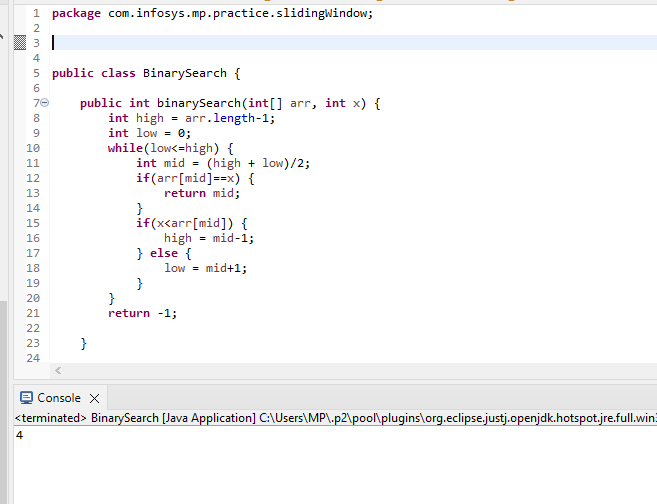 1 package com.infosys.mp.practice.slidingWindow;
2
3
4
5 public class BinarySearch {
6
7 public int binarySearch(int[] arr, int x) {
8 int high = arr.length-1;
9 int low = 0;
10 while(low<=high) {
11 int mid = (high + low)/2;
12 if(arr[mid]==x) {
13 return mid;
14 }
15 if(x<arr[mid]) {
16 high = mid-1;
17 } else {
18 low = mid+1;
19 }
20 }
21 return -1;
22
23 }
24
Console
<terminated> BinarySearch [Java Application] C:\Users\MP\.p2\pool\plugins\org.eclipse.justj.openjdk.hotspot.jre.full.win3
4